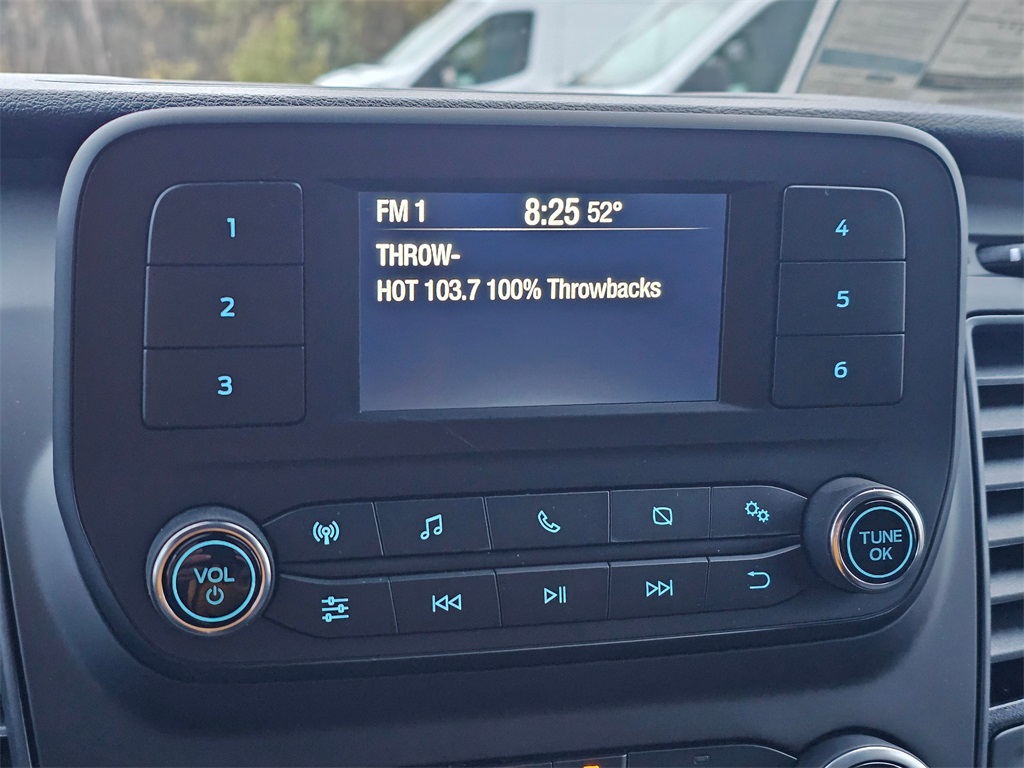 FM 1 8:25 52°
THROW-
HOT 103.7 100% Throwbacks
1
2
3
4
5
6
VOL
TUNE
OK